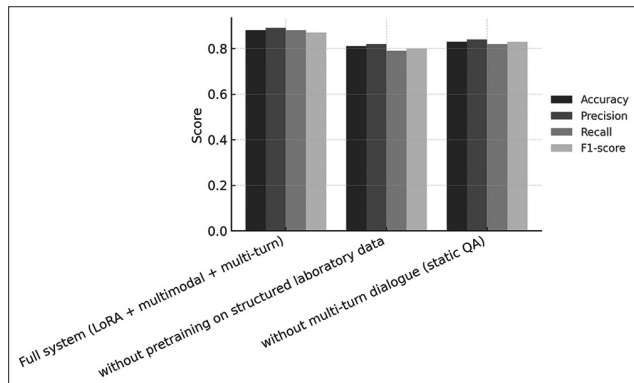 0.8
0.6
0.4
0.2
0.0
Score
Accuracy
Precision
Recall
F1-score
Full system (LoRA + multimodal + multi-turn)
without pretraining on structured laboratory data
without multi-turn dialogue (static QA)